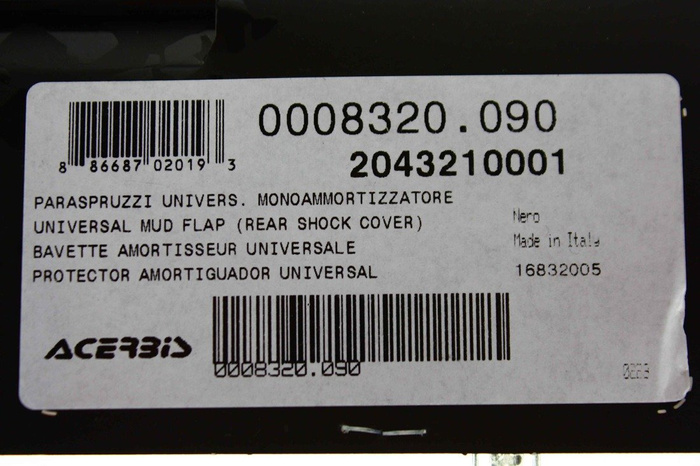 0008320.090
8 86687 02019 3
2043210001
PARASPRUZZI UNIVERS. MONOAMMORTIZZATORE
UNIVERSAL MUD FLAP (REAR SHOCK COVER)
BAVETTE AMORTISSEUR UNIVERSALE
PROTECTOR AMORTIGUADOR UNIVERSAL
Nero
Made in Italy
16832005
ACERBIS
0008320.090